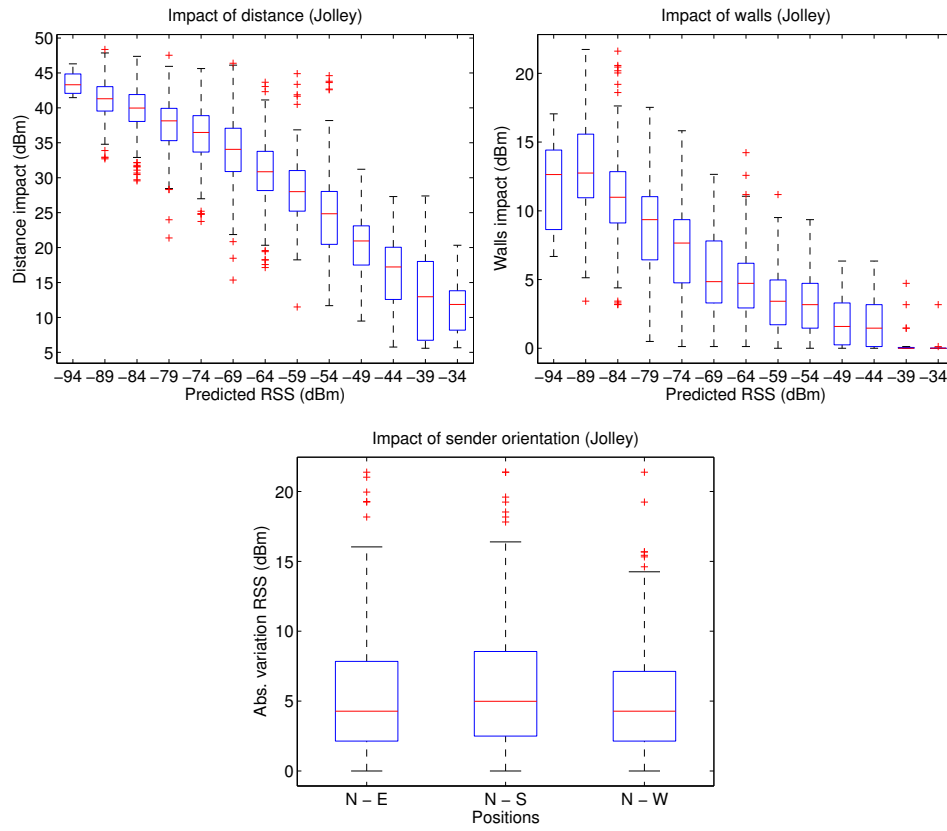 Impact of distance (Jolley)
50
45
40
35
30
25
20
15
10
5
Distance impact (dBm)
−94 −89 −84 −79 −74 −69 −64 −59 −54 −49 −44 −39 −34
Predicted RSS (dBm)
Impact of walls (Jolley)
20
15
10
5
0
Walls impact (dBm)
−94 −89 −84 −79 −74 −69 −64 −59 −54 −49 −44 −39 −34
Predicted RSS (dBm)
Impact of sender orientation (Jolley)
20
15
10
5
0
Abs. variation RSS (dBm)
N − E N − S N − W
Positions